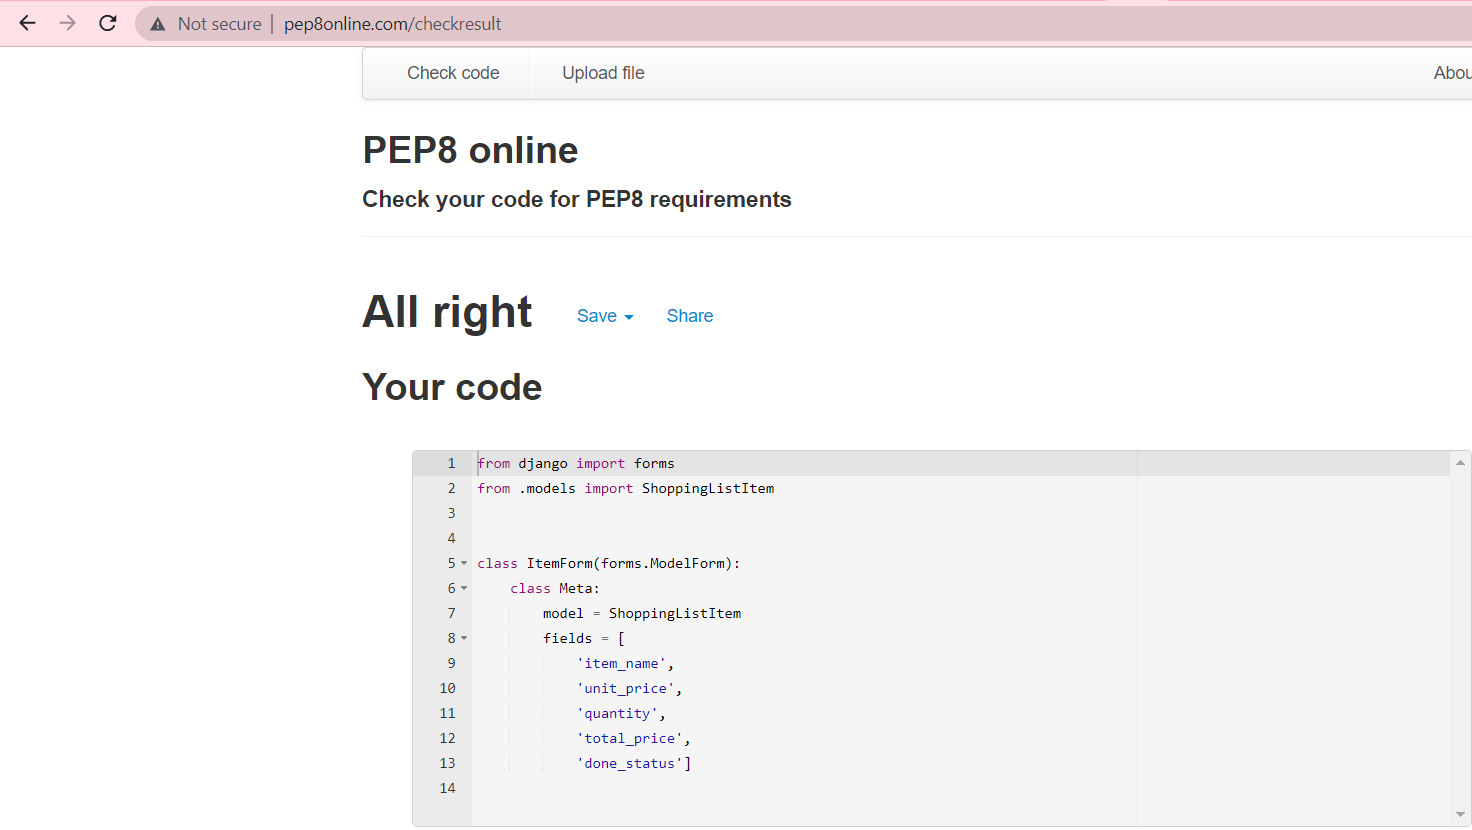 Not secure | pep8online.com/checkresult
Check code Upload file Abou
PEP8 online
Check your code for PEP8 requirements
All right Save Share
Your code
1 from django import forms
2 from .models import ShoppingListItem
3
4
5 class ItemForm(forms.ModelForm):
6 class Meta:
7 model = ShoppingListItem
8 fields = [
9 'item_name',
10 'unit_price',
11 'quantity',
12 'total_price',
13 'done_status']
14